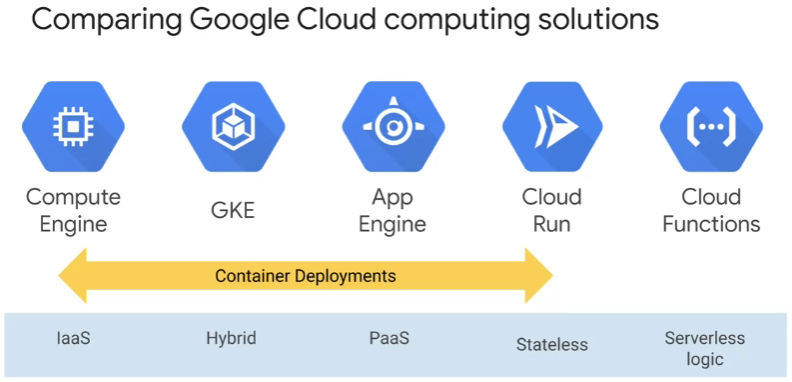 Comparing Google Cloud computing solutions
Compute
Engine
GKE
App
Engine
Cloud
Run
Cloud
Functions
Container Deployments
IaaS
Hybrid
PaaS
Stateless
Serverless
logic